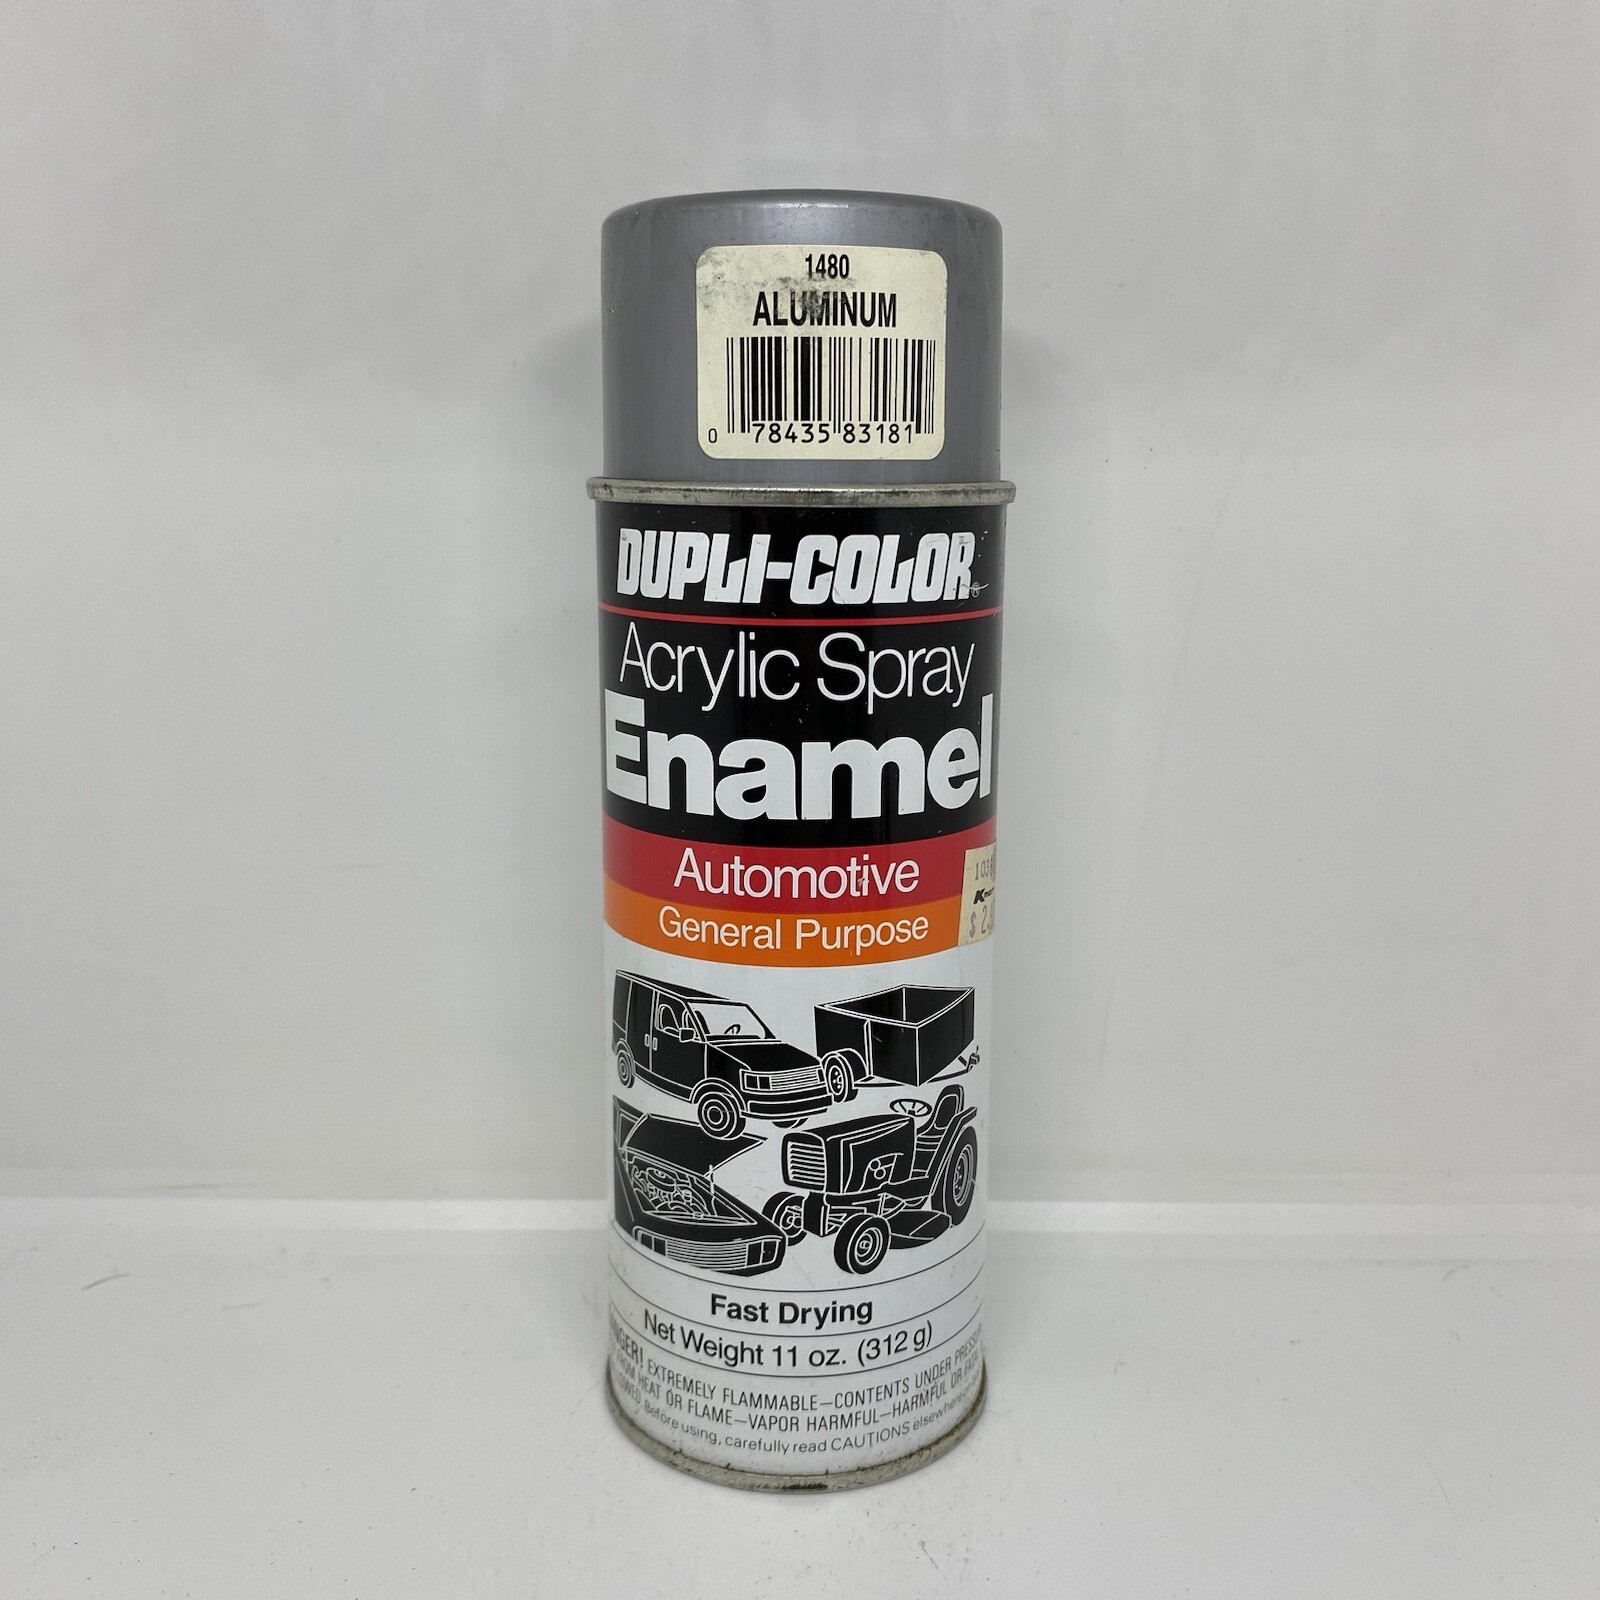 1480
ALUMINUM
0 78435 83181
DUPLI-COLOR®
Acrylic Spray
Enamel
Automotive
General Purpose
Fast Drying
Net Weight 11 oz. (312 g)
EXTREMELY FLAMMABLE—CONTENTS UNDER
FROM HEAT OR FLAME—VAPOR HARMFUL—HARMFUL OR
Before using, carefully read CAUTIONS